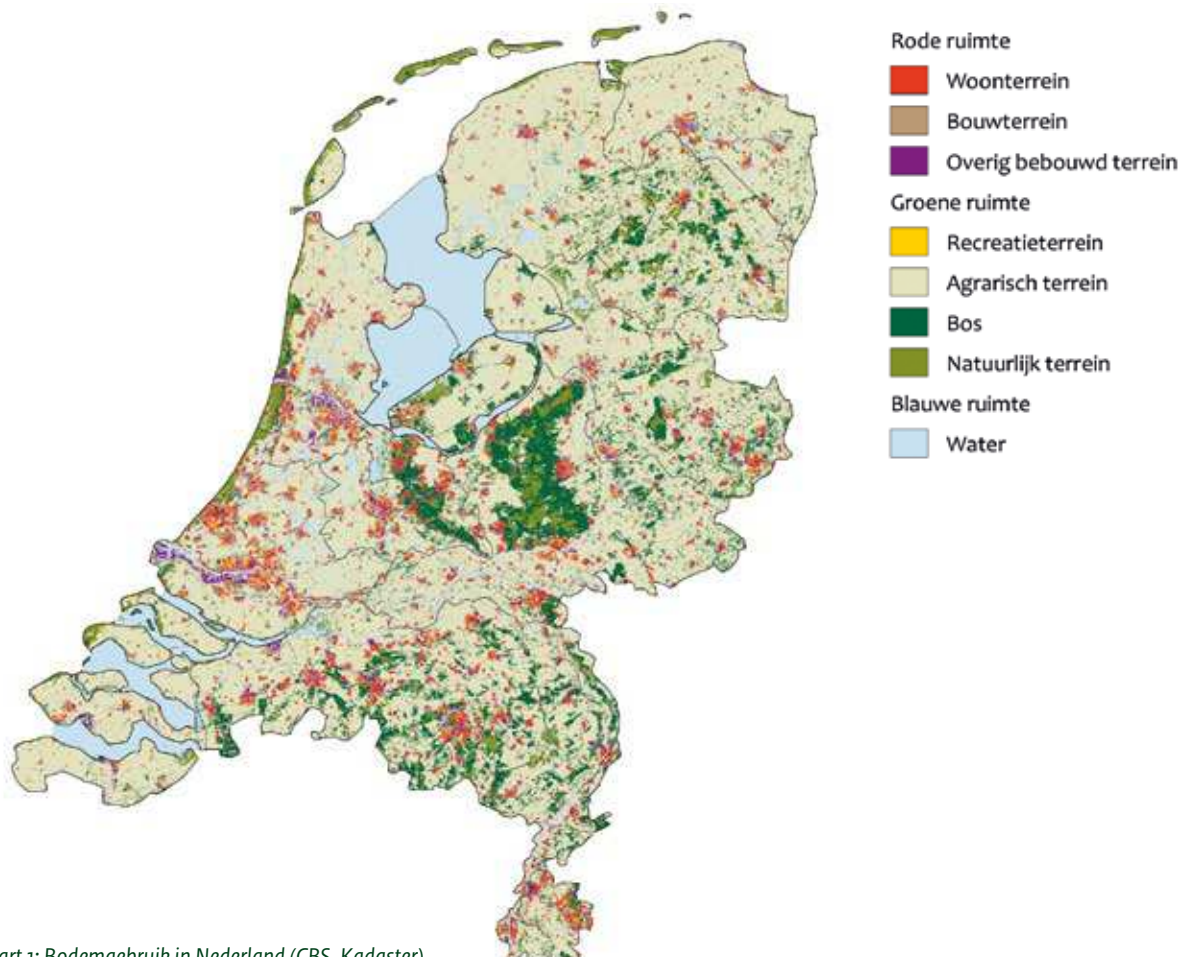 Rode ruimte
Woonterrein
Bouwterrein
Overig bebouwd terrein
Groene ruimte
Recreatieterrein
Agrarisch terrein
Bos
Natuurlijk terrein
Blauwe ruimte
Water
art 1: Bodemgebruik in Nederland (CBS, Kadaster)